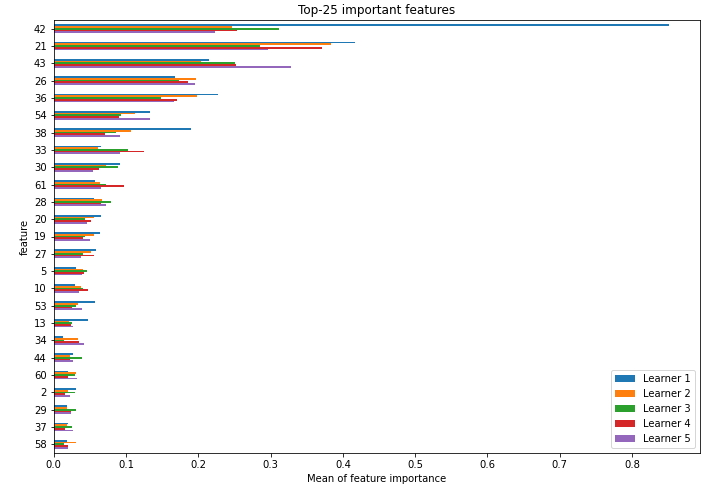 Top-25 important features
42
21
43
26
36
54
38
33
30
61
28
20
19
27
5
10
53
13
34
44
60
2
29
37
58
feature
0.0 0.1 0.2 0.3 0.4 0.5 0.6 0.7 0.8
Mean of feature importance
Learner 1
Learner 2
Learner 3
Learner 4
Learner 5